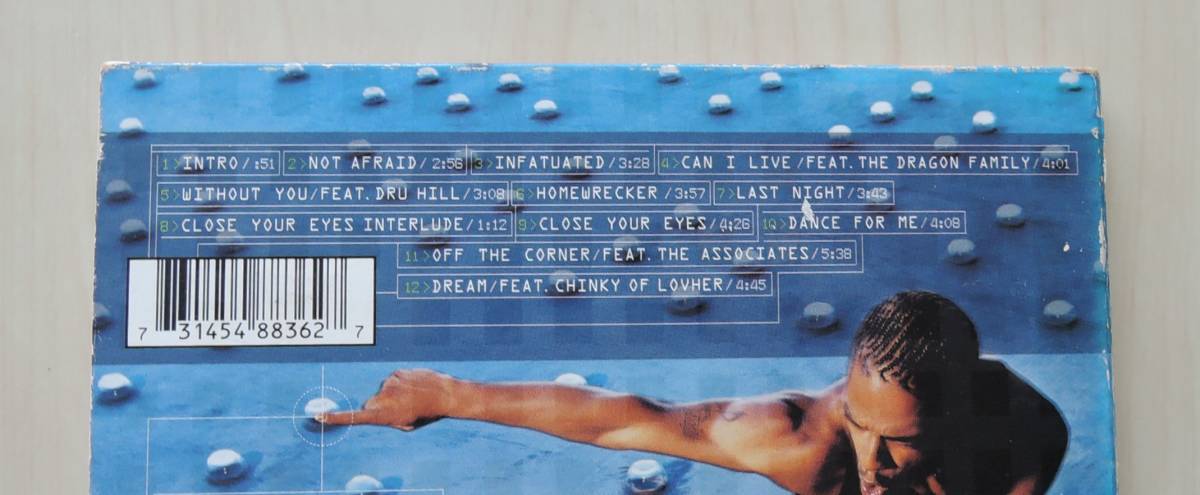 1>INTRO/:51 2>NOT AFRAID/2:56 3>INFATUATED/3:28 4>CAN I LIVE/FEAT.THE DRAGON FAMILY/4:01
5>WITHOUT YOU/FEAT. DRU HILL/3:08 6>HOMEWRECKER/3:57 7>LAST NIGHT/3:43
8>CLOSE YOUR EYES INTERLUDE/1:12 9>CLOSE YOUR EYES/4:26 10>DANCE FOR ME/4:08
11>OFF THE CORNER/FEAT. THE ASSOCIATES/5:38
12>DREAM/FEAT. CHINKY OF LOVHER/4:45
7 31454 88362 7